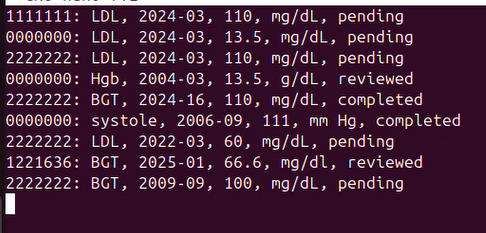 1111111: LDL, 2024-03, 110, mg/dL, pending
0000000: LDL, 2024-03, 13.5, mg/dL, pending
2222222: LDL, 2024-03, 110, mg/dL, pending
0000000: Hgb, 2004-03, 13.5, g/dL, reviewed
2222222: BGT, 2024-16, 110, mg/dL, completed
0000000: systole, 2006-09, 111, mm Hg, completed
2222222: LDL, 2022-03, 60, mg/dL, pending
1221636: BGT, 2025-01, 66.6, mg/dl, reviewed
2222222: BGT, 2009-09, 100, mg/dL, pending